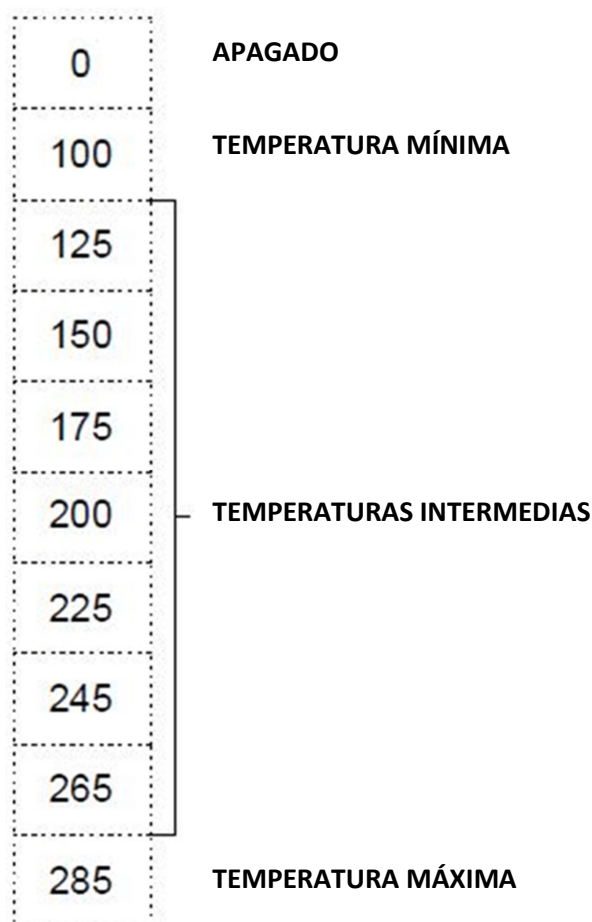 0 APAGADO
100 TEMPERATURA MÍNIMA
125
150
175
200 TEMPERATURAS INTERMEDIAS
225
245
265
285 TEMPERATURA MÁXIMA